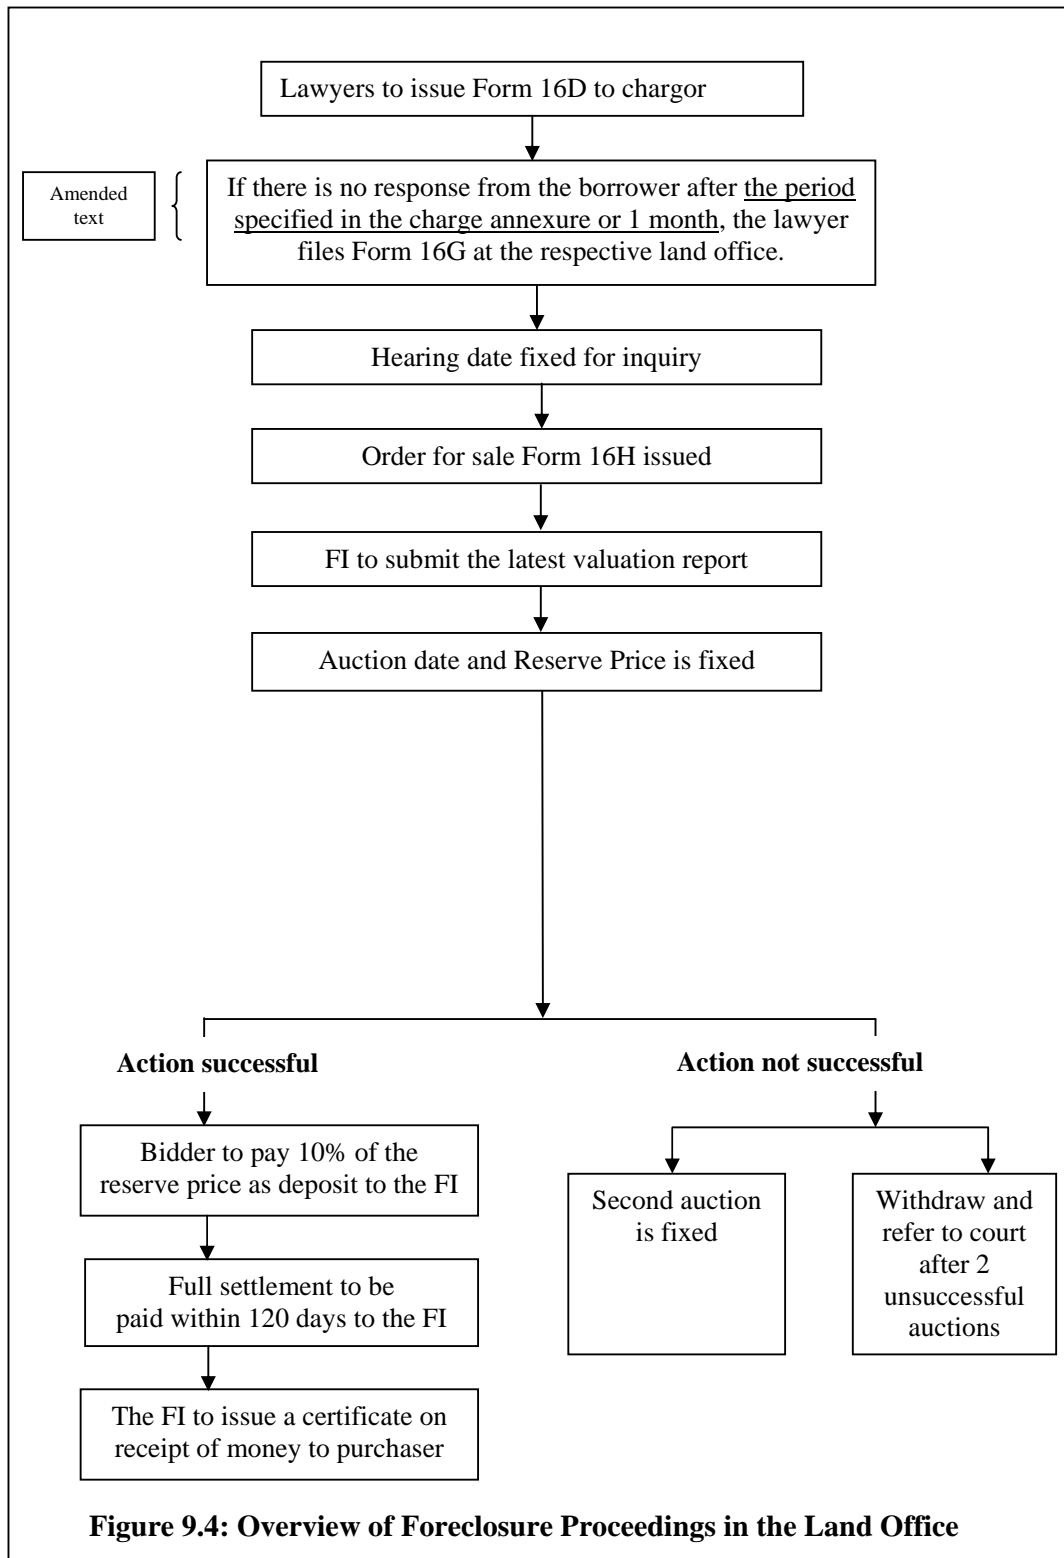 Lawyers to issue Form 16D to chargor
Amended
text
If there is no response from the borrower after the period
specified in the charge annexure or 1 month, the lawyer
files Form 16G at the respective land office.
Hearing date fixed for inquiry
Order for sale Form 16H issued
FI to submit the latest valuation report
Auction date and Reserve Price is fixed
Action successful
Action not successful
Bidder to pay 10% of the
reserve price as deposit to the FI
Full settlement to be
paid within 120 days to the FI
The FI to issue a certificate on
receipt of money to purchaser
Second auction
is fixed
Withdraw and
refer to court
after 2
unsuccessful
auctions
Figure 9.4: Overview of Foreclosure Proceedings in the Land Office